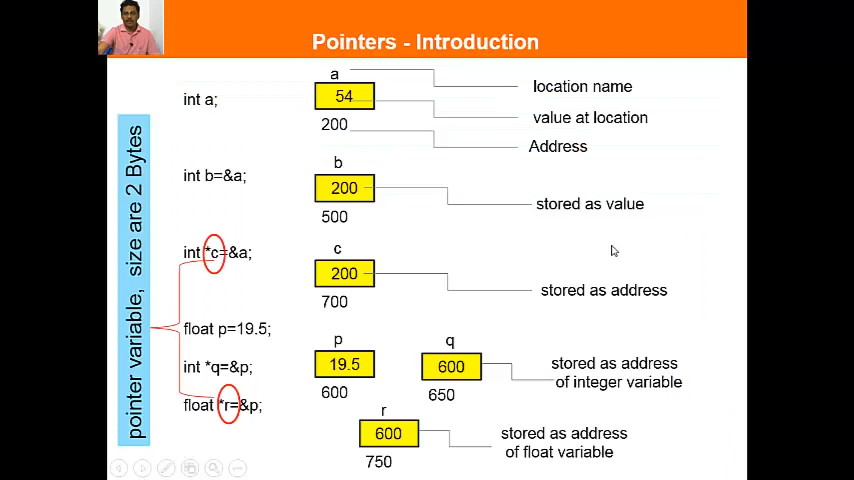 Pointers - Introduction
pointer variable, size are 2 Bytes
int a;
a
54
200
location name
value at location
Address
int b=&a;
b
200
500
stored as value
int *c=&a;
c
200
700
stored as address
float p=19.5;
p
19.5
600
int *q=&p;
q
600
650
stored as address
of integer variable
float *r=&p;
r
600
750
stored as address
of float variable